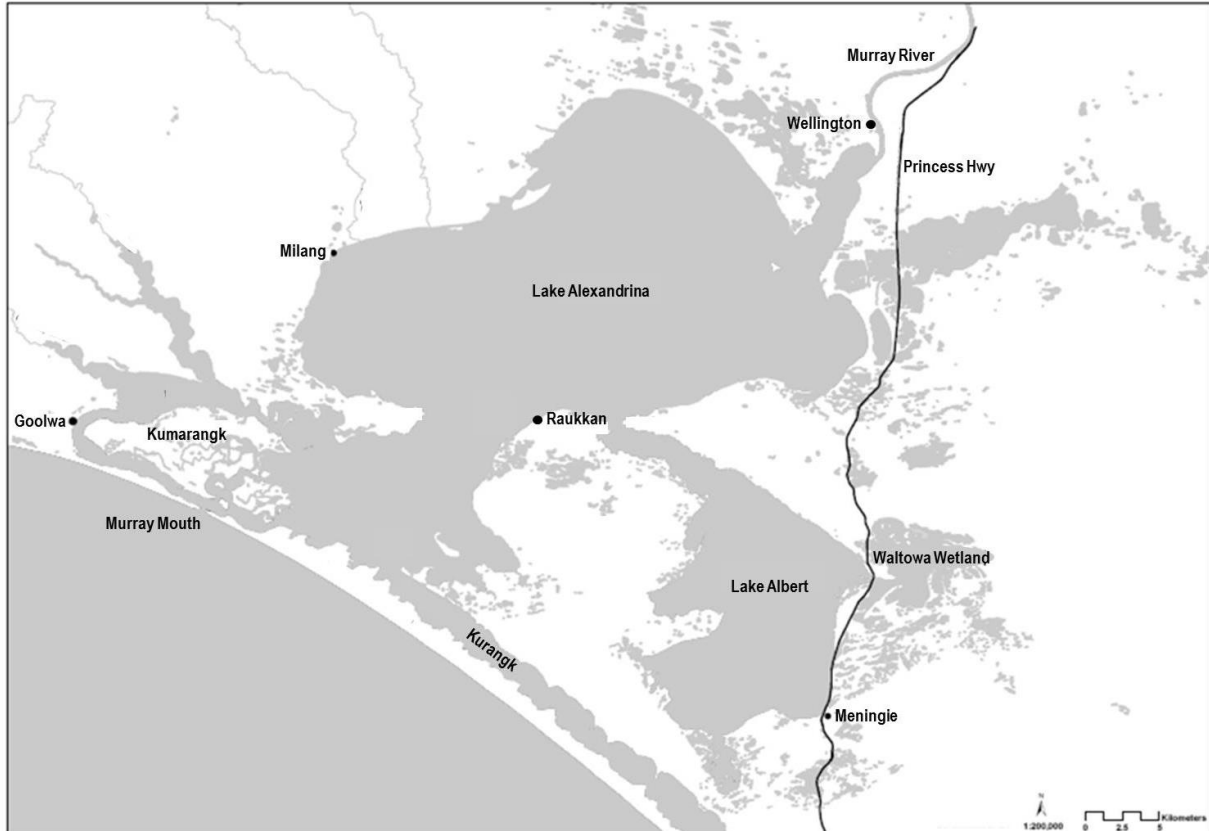 Murray River
Wellington
Princess Hwy
Milang
Lake Alexandrina
Goolwa
Raukkan
Kumarangk
Murray Mouth
Waltowa Wetland
Lake Albert
Kurangk
Meningie
N
1:200,000
0 2.5 5 Kilometers